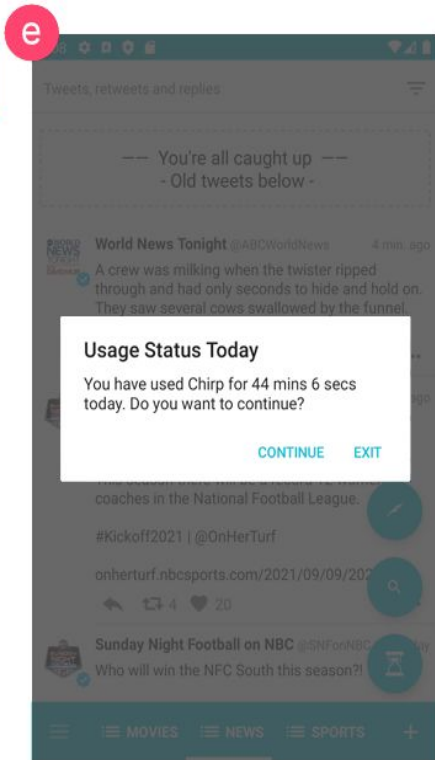 e
Tweets, retweets and replies
—— You're all caught up ——
- Old tweets below -
World News Tonight @ABCWorldNews 4 min. ago
A crew was milking when the twister ripped
through and had only seconds to hide and hold on.
They saw several cows swallowed by the funnel.
Usage Status Today
You have used Chirp for 44 mins 6 secs
today. Do you want to continue?
CONTINUE EXIT
coaches in the National Football League.
#Kickoff2021 | @OnHerTurf
onherturf.nbcsports.com/2021/09/09/202
4 20
Sunday Night Football on NBC @SNFonNBC
Who will win the NFC South this season?!
MOVIES NEWS SPORTS +